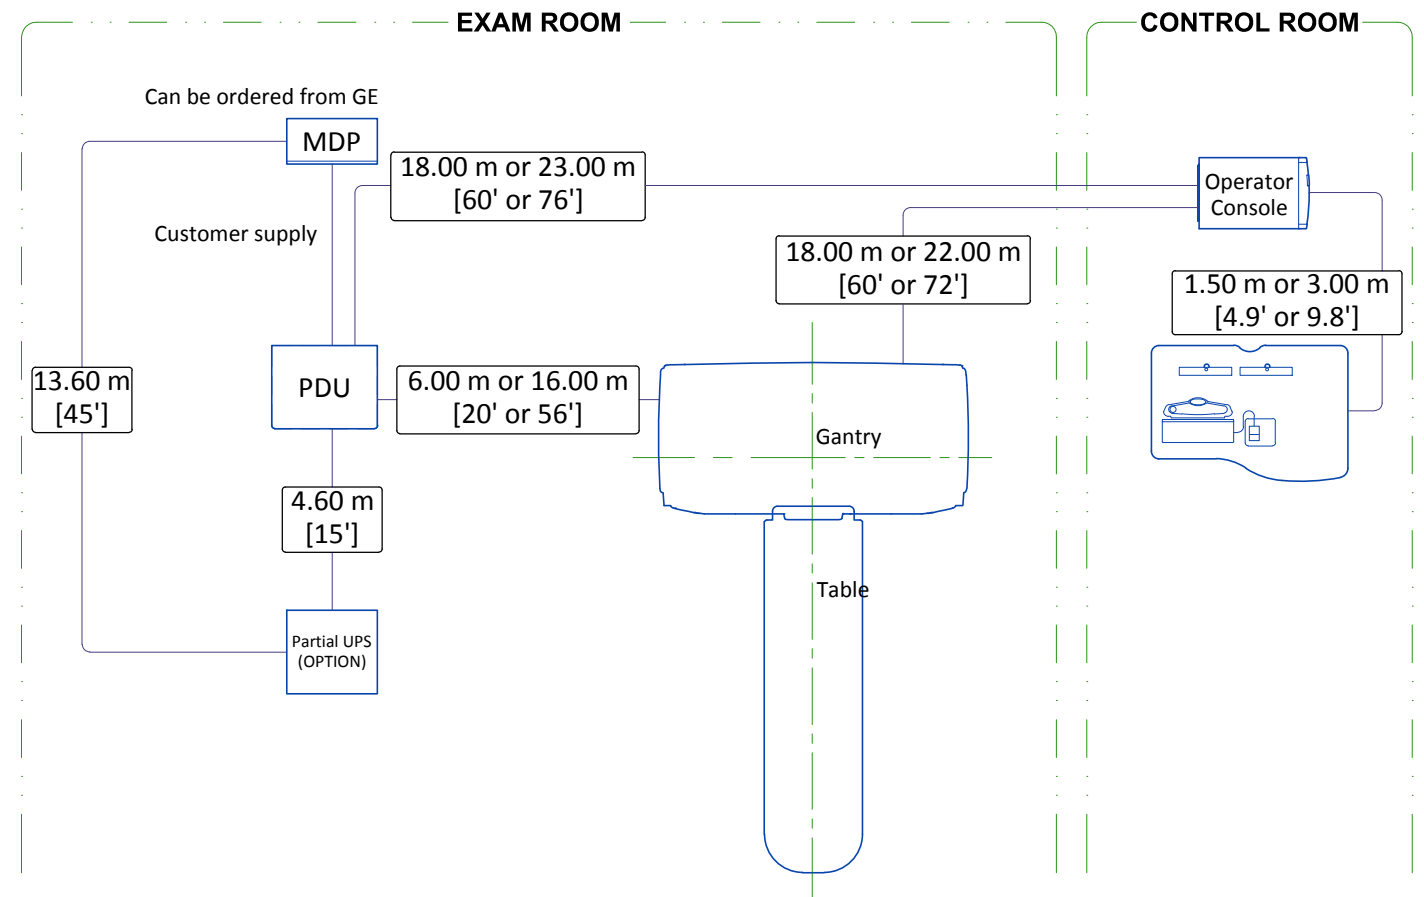 EXAM ROOM
CONTROL ROOM
Can be ordered from GE
MDP
18.00 m or 23.00 m
[60' or 76']
Operator
Console
Customer supply
18.00 m or 22.00 m
[60' or 72']
1.50 m or 3.00 m
[4.9' or 9.8']
13.60 m
[45']
PDU
6.00 m or 16.00 m
[20' or 56']
Gantry
4.60 m
[15']
Table
Partial UPS
(OPTION)